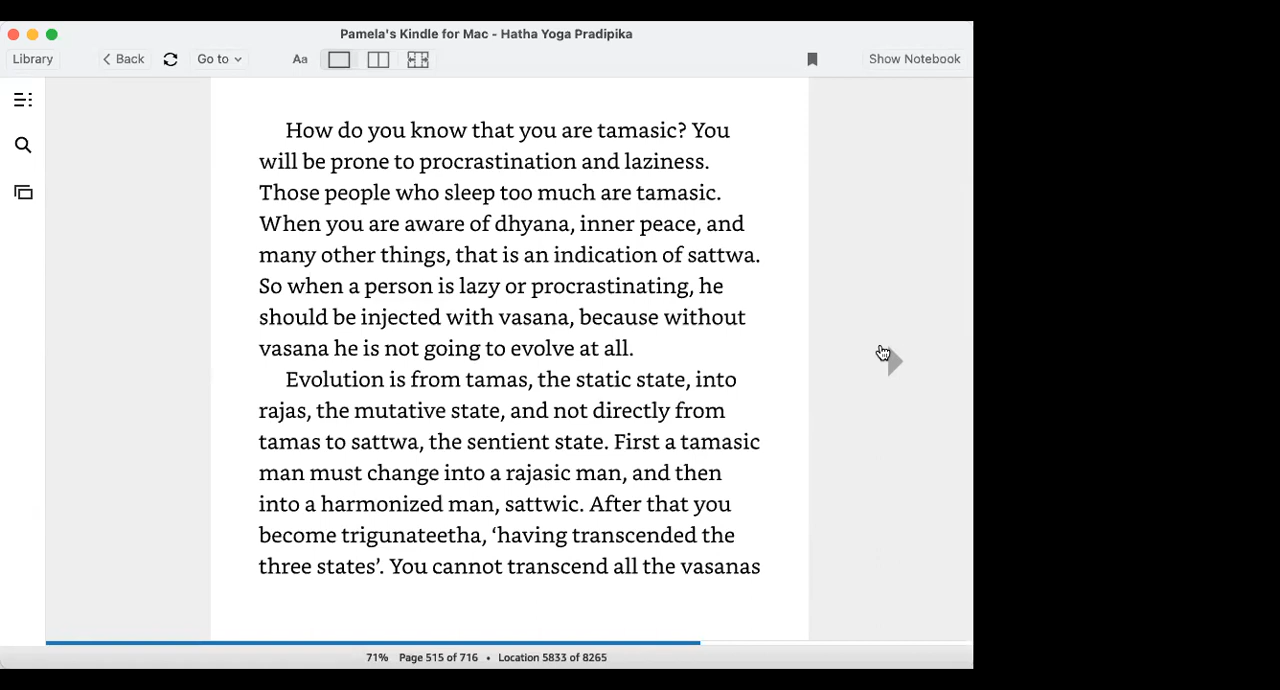 Pamela's Kindle for Mac - Hatha Yoga Pradipika
Library
Back
Go to
Aa
Show Notebook
How do you know that you are tamasic? You
will be prone to procrastination and laziness.
Those people who sleep too much are tamasic.
When you are aware of dhyana, inner peace, and
many other things, that is an indication of sattwa.
So when a person is lazy or procrastinating, he
should be injected with vasana, because without
vasana he is not going to evolve at all.
Evolution is from tamas, the static state, into
rajas, the mutative state, and not directly from
tamas to sattwa, the sentient state. First a tamasic
man must change into a rajasic man, and then
into a harmonized man, sattwic. After that you
become trigunateetha, ‘having transcended the
three states’. You cannot transcend all the vasanas
71% Page 515 of 716 • Location 5833 of 8265